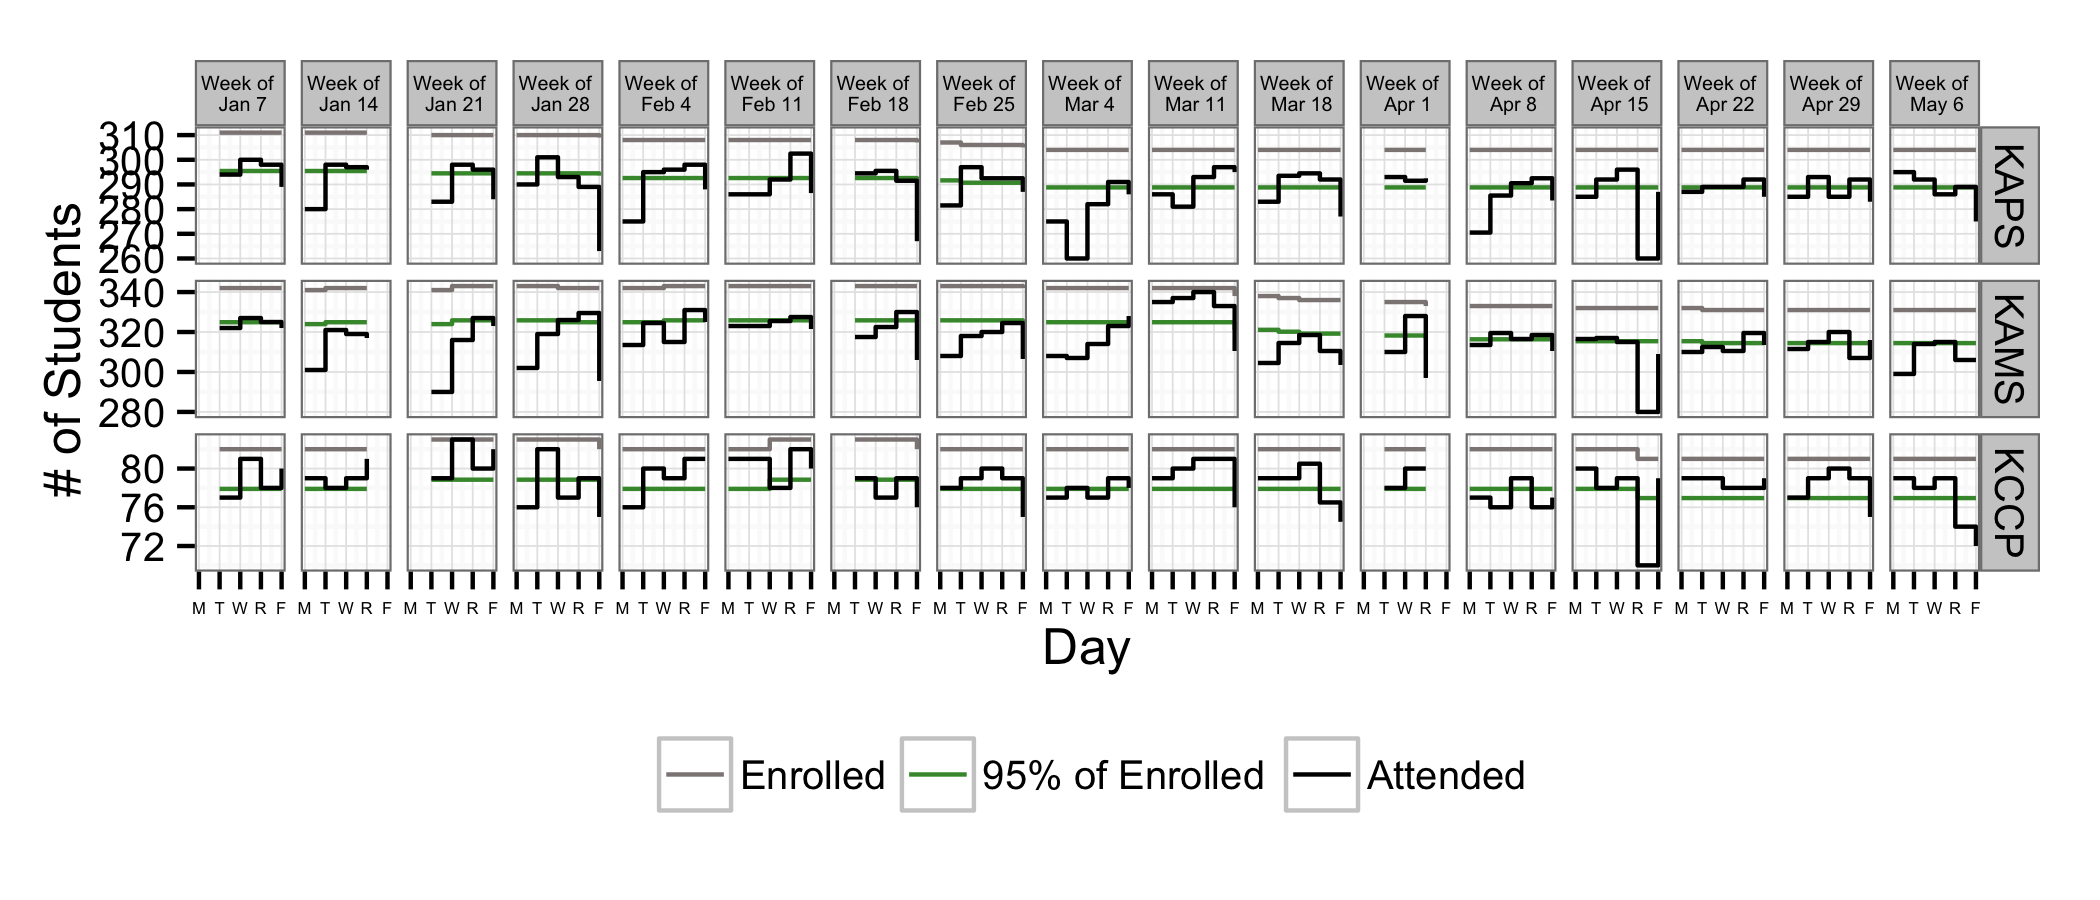 Week of Jan 7
Week of Jan 14
Week of Jan 21
Week of Jan 28
Week of Feb 4
Week of Feb 11
Week of Feb 18
Week of Feb 25
Week of Mar 4
Week of Mar 11
Week of Mar 18
Week of Apr 1
Week of Apr 8
Week of Apr 15
Week of Apr 22
Week of Apr 29
Week of May 6
# of Students
310
300
290
280
270
260
KAPS
340
320
300
280
KAMS
80
76
72
KCCP
M T W R F M T W R F M T W R F M T W R F M T W R F M T W R F M T W R F M T W R F M T W R F M T W R F M T W R F M T W R F M T W R F M T W R F M T W R F M T W R F M T W R F
Day
Enrolled 95% of Enrolled Attended